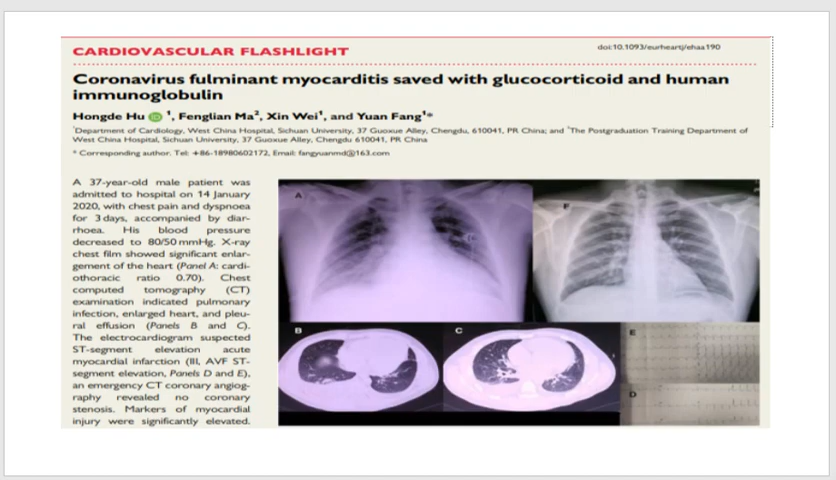 CARDIOVASCULAR FLASHLIGHT
doi:10.1093/eurheartj/ehaa190
Coronavirus fulminant myocarditis saved with glucocorticoid and human
immunoglobulin
Hongde Hu iD 1, Fenglian Ma2, Xin Wei1, and Yuan Fang1*
1Department of Cardiology, West China Hospital, Sichuan University, 37 Guoxue Alley, Chengdu, 610041, PR China; and 2The Postgraduation Training Department of
West China Hospital, Sichuan University, 37 Guoxue Alley, Chengdu 610041, PR China
* Corresponding author. Tel: +86-18980602172, Email: fangyuanmd@163.com
A 37-year-old male patient was
admitted to hospital on 14 January
2020, with chest pain and dyspnoea
for 3 days, accompanied by diar-
rhoea. His blood pressure
decreased to 80/50 mmHg. X-ray
chest film showed significant enlar-
gement of the heart (Panel A: cardi-
othoracic ratio 0.70). Chest
computed tomography (CT)
examination indicated pulmonary
infection, enlarged heart, and pleu-
ral effusion (Panels B and C).
The electrocardiogram suspected
ST-segment elevation acute
myocardial infarction (III, AVF ST-
segment elevation, Panels D and E),
an emergency CT coronary angiog-
raphy revealed no coronary
stenosis. Markers of myocardial
injury were significantly elevated.
A
F
B
C
E
D